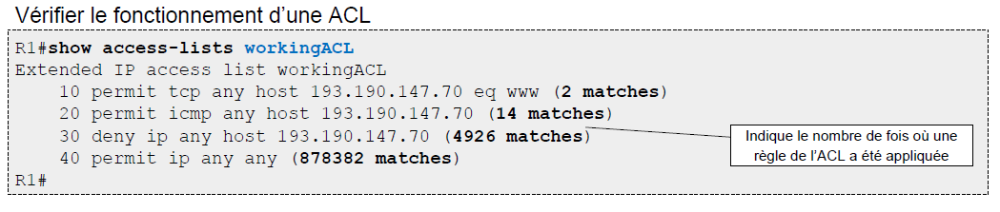 Vérifier le fonctionnement d’une ACL
R1#show access-lists workingACL
Extended IP access list workingACL
    10 permit tcp any host 193.190.147.70 eq www (2 matches)
    20 permit icmp any host 193.190.147.70 (14 matches)
    30 deny ip any host 193.190.147.70 (4926 matches)
    40 permit ip any any (878382 matches)
R1#
Indique le nombre de fois où une
règle de l’ACL a été appliquée